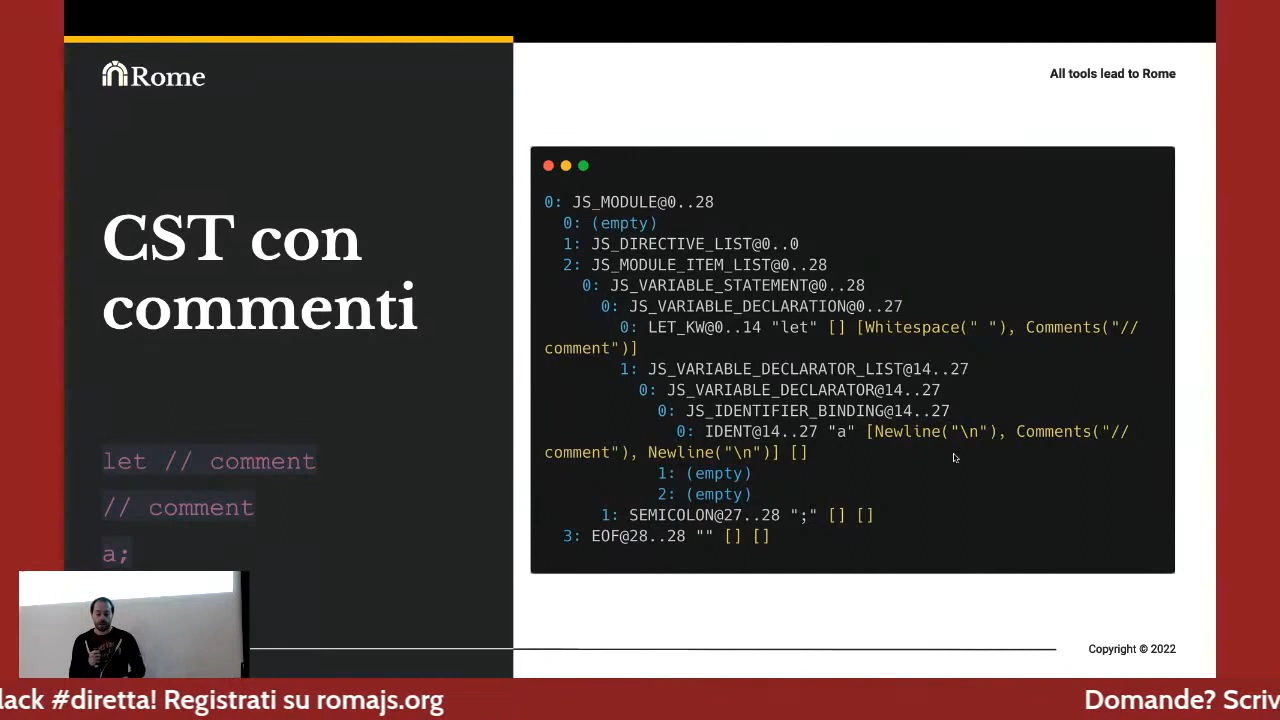 Rome
All tools lead to Rome
CST con
commenti
let // comment
// comment
a;
0: JS_MODULE@0..28
0: (empty)
1: JS_DIRECTIVE_LIST@0..0
2: JS_MODULE_ITEM_LIST@0..28
0: JS_VARIABLE_STATEMENT@0..28
0: JS_VARIABLE_DECLARATION@0..27
0: LET_KW@0..14 "let" [] [Whitespace(" "), Comments("//
comment")]
1: JS_VARIABLE_DECLARATOR_LIST@14..27
0: JS_VARIABLE_DECLARATOR@14..27
0: JS_IDENTIFIER_BINDING@14..27
0: IDENT@14..27 "a" [Newline("\n"), Comments("//
comment"), Newline("\n")] []
1: (empty)
2: (empty)
1: SEMICOLON@27..28 ";" [] []
3: EOF@28..28 "" [] []
Copyright © 2022
lack #diretta! Registrati su romajs.org
Domande? Scriv